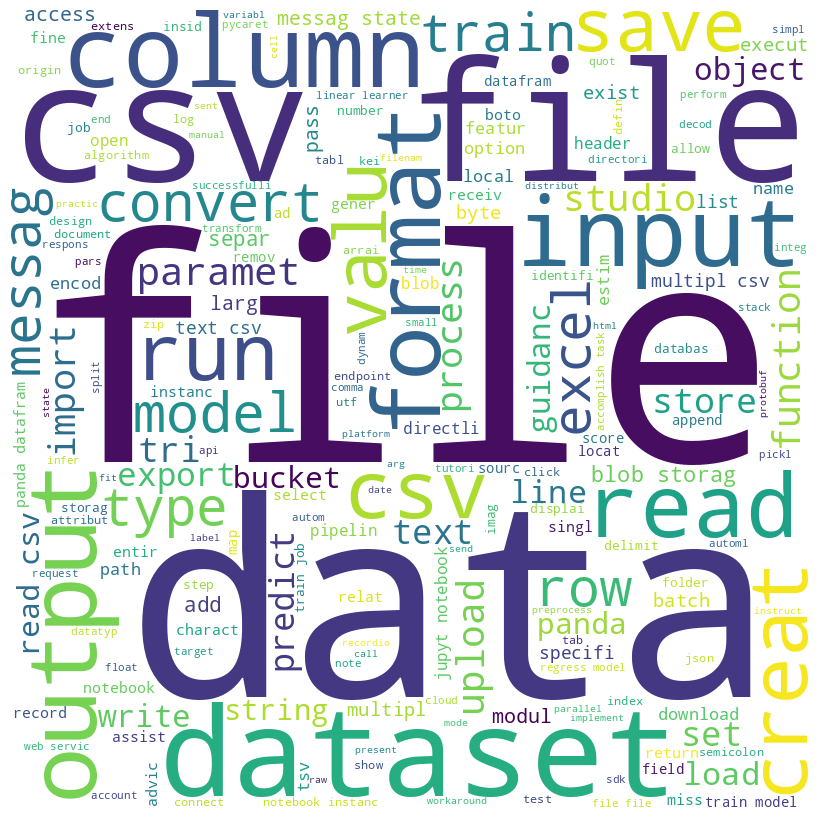 access
variabl
pycaret
extens
insid
messag state
train
save
execut
simpl
fine
column
cell
object
origin
csv file
linear learner
datafram
quot
exist
perform
end
sent
number
boto
defin
decod
job
log
manual
pass
featur
open
header
allow
algorithm
tabl
kei
filenam
option
directori
successfulli
local
distribut
name
practic
convert
valu
format
receiv
studio
list
messag
design
ad
gener
byte
document
transform
arrai
input
integ
respons
separ
remov
time
identifi
estim
pars
paramet
blob
multipl csv
encod
larg
process
guidanc
excel
function
file
zip
text csv
small
stack
import
run
split
instanc
dynam
endpoint
html
databas
accomplish task
state
model
comma
utf
directli
store
protobuf
platform
score
append
panda datafram
tri
api
arg
tutori
sourc
click
locat
pickl
infer
fit
export
bucket
csv
line
blob storag
storag
type
select
date
imag
displai
read
attribut
autom
pipelin
text
singl
delimit
automl
output
read csv
entir
label
map
send
request
path
predict
train job
data
row
folder
step
relat
jupyt notebook
preprocess
batch
instruct
datatyp
add
upload
panda
creat
charact
recordio
call
specifi
tab
target
note
json
float
regress model
notebook
cloud
record
write
string
multipl
modul
index
download
mode
parallel
implement
set
web servic
assist
present
semicolon
show
tsv
dataset
return
load
advic
raw
sdk
field
account
connect
notebook instanc
workaround
test
file file
miss
train model